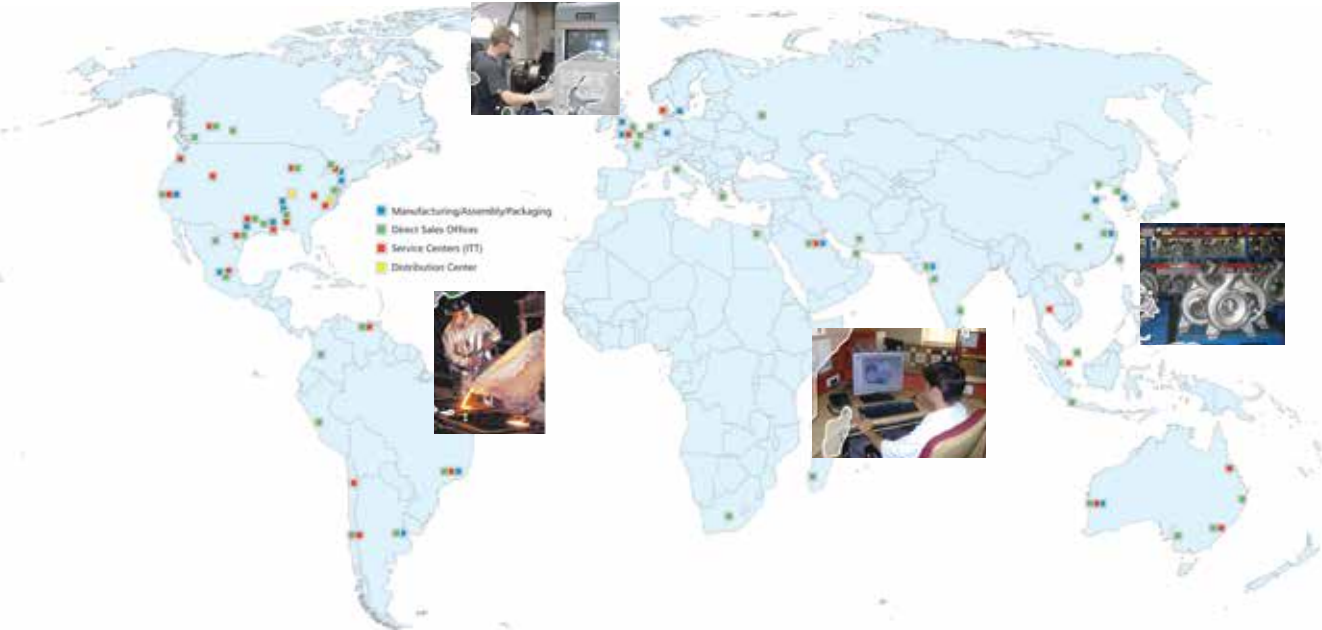 Manufacturing/Assembly/Packaging
Direct Sales Offices
Service Centers (ITT)
Distribution Center